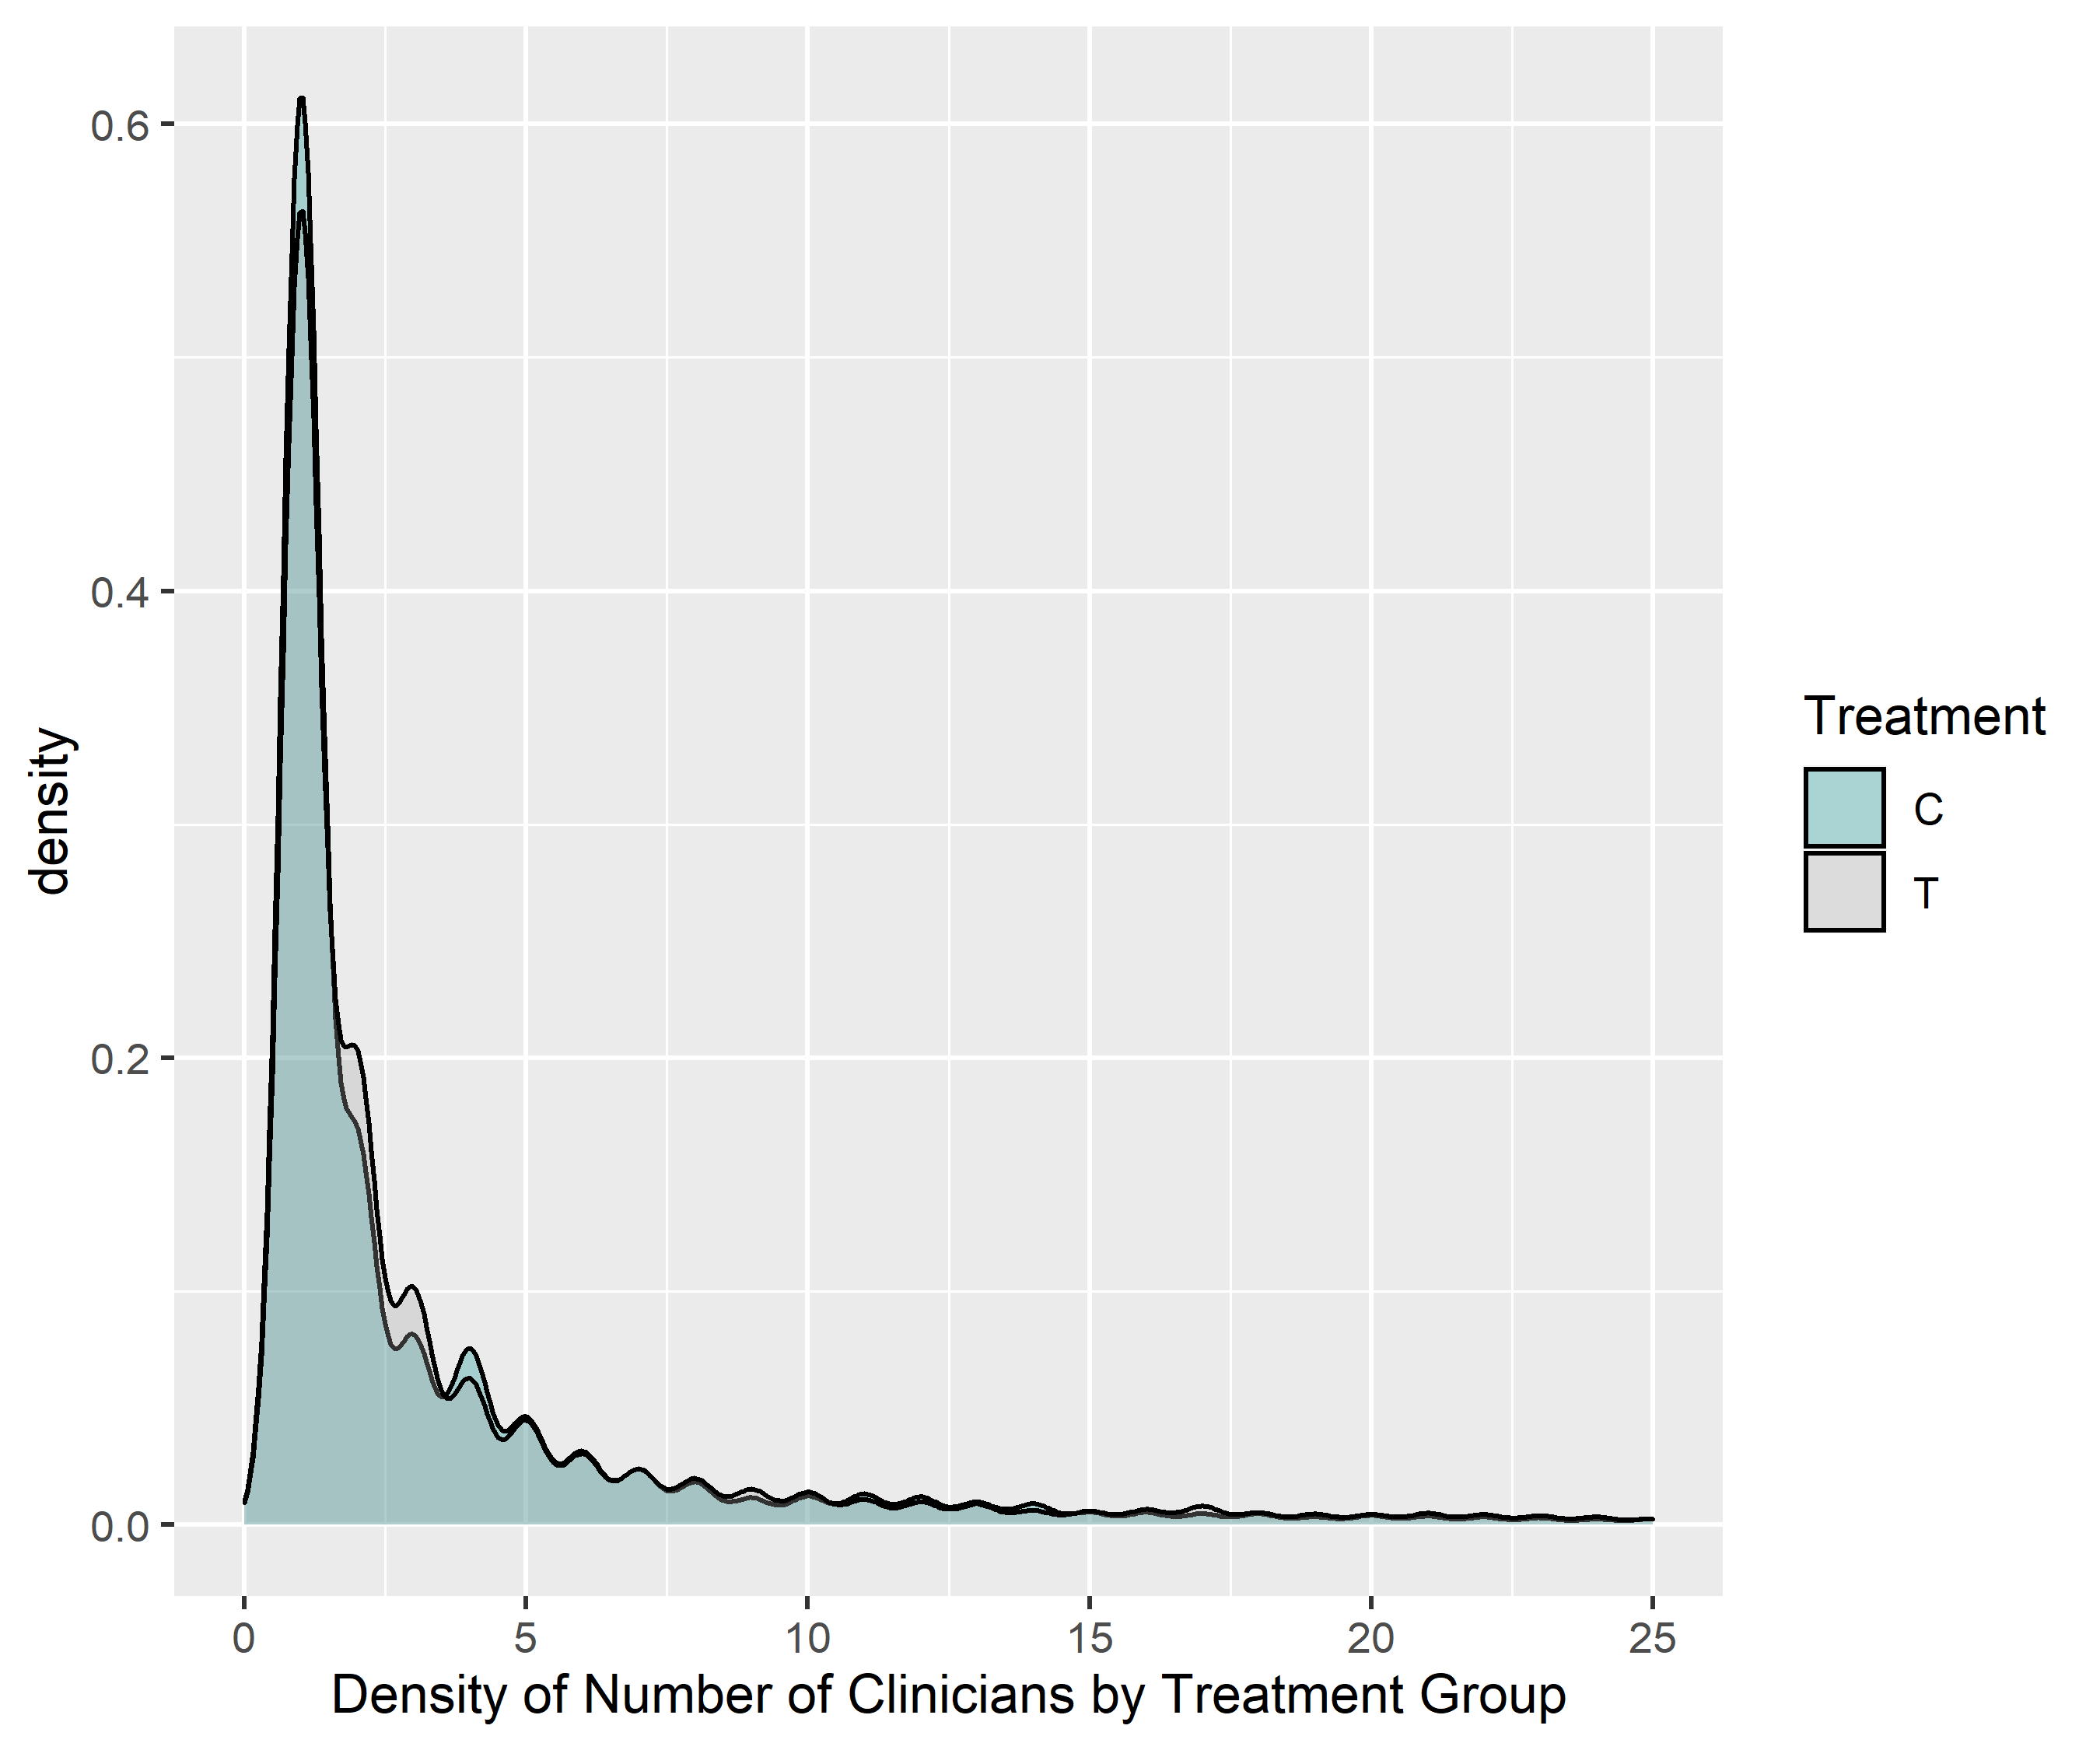 0.6
0.4
0.2
0.0
density
0 5 10 15 20 25
Density of Number of Clinicians by Treatment Group
Treatment
C
T